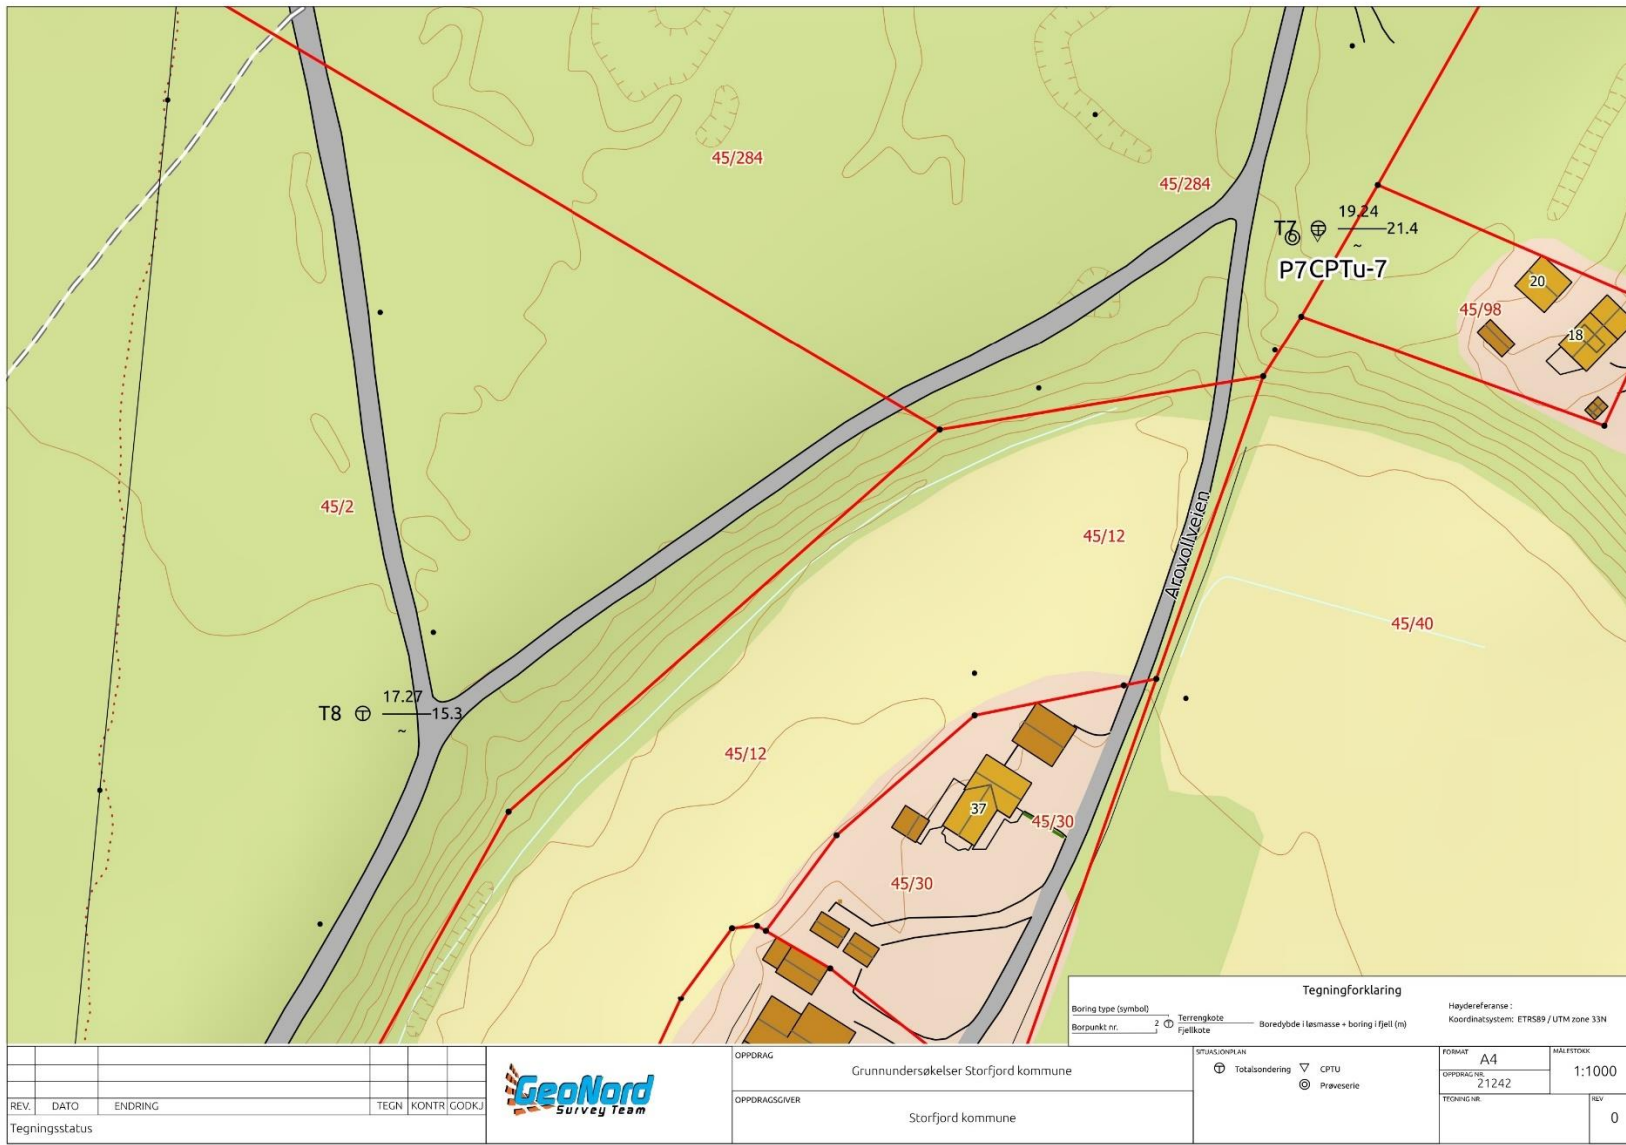 45/284
45/284
19.24
T7
21.4
~
P7 CPTu-7
20
45/98
18
45/2
Arovollveien
45/12
45/40
17.27
T8
15.3
~
45/12
37
45/30
45/30
Tegningforklaring
Boring type (symbol)
Borpunkt nr.
2
Terrengkote
Fjellkote
Boredybde i løsmasse + boring i fjell (m)
Høydereferanse :
Koordinatsystem: ETRS89 / UTM zone 33N
REV.
DATO
ENDRING
TEGN
KONTR
GODKJ
Tegningsstatus
GeoNord
Survey Team
OPPDRAG
Grunnundersøkelser Storfjord kommune
OPPDRAGSGIVER
Storfjord kommune
SITUASJONPLAN
Totalsondering
CPTU
Prøveserie
FORMAT
A4
MÅLESTOKK
1:1000
OPPDRAG NR.
21242
TEGNING NR.
REV
0